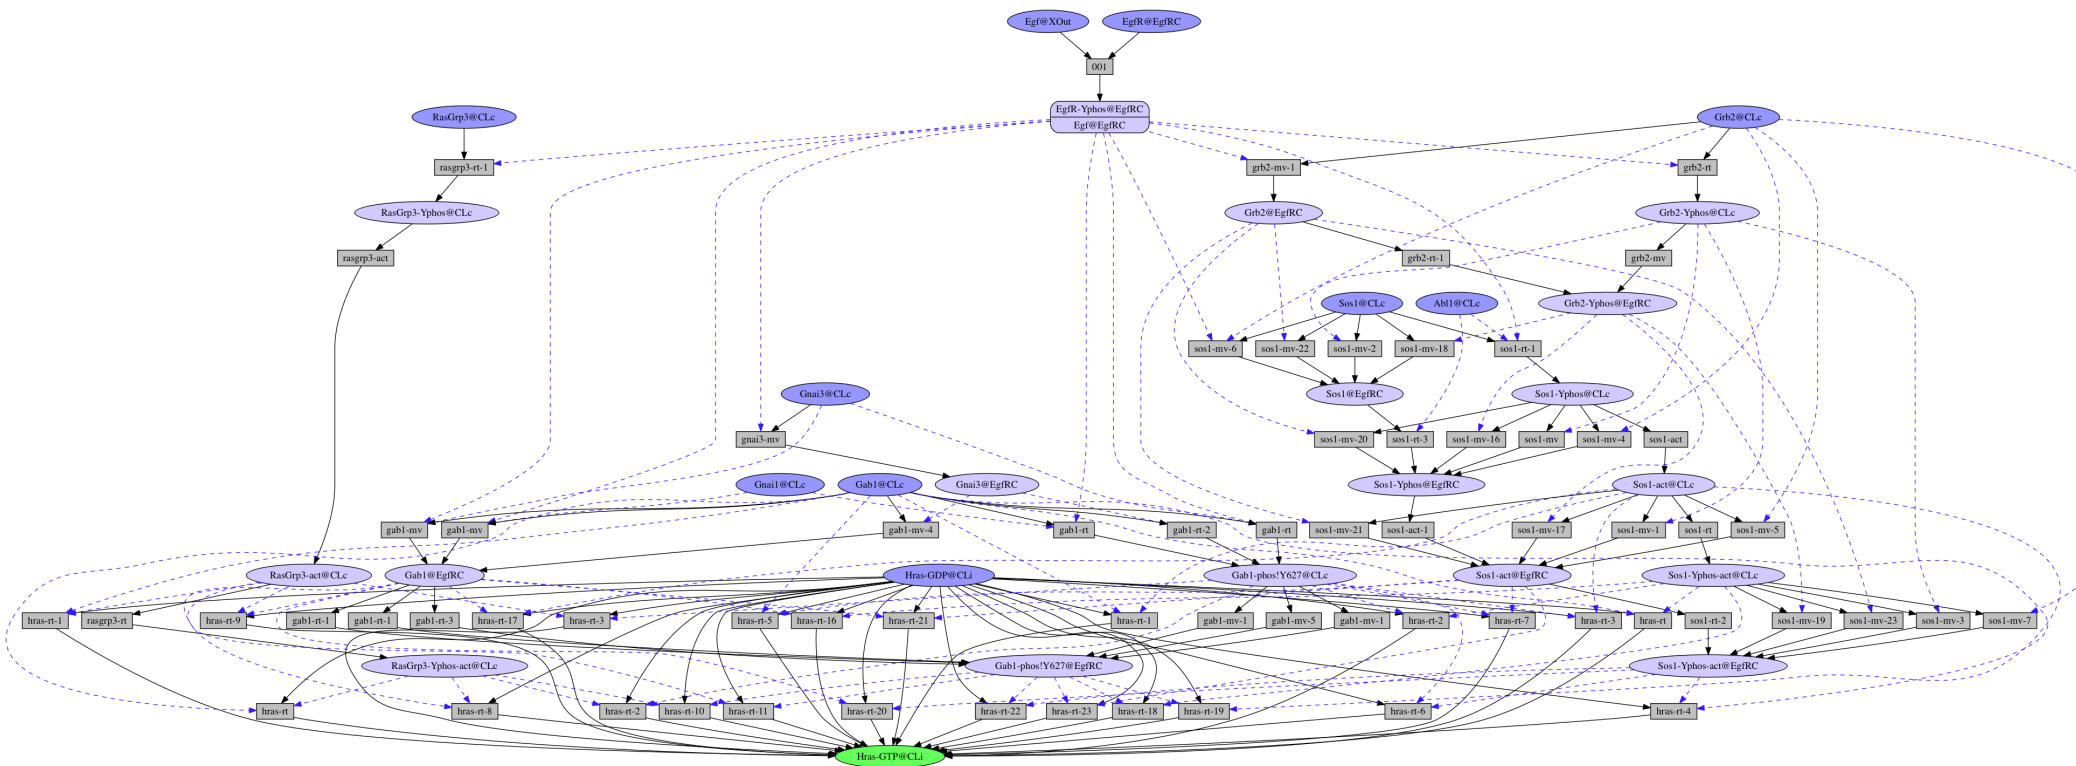 Egf@XOut
EgfR@EgfRC
001
EgfR-Yphos@EgfRC
Egf@EgfRC
RasGrp3@CLc
Grb2@CLc
rasgrp3-rt-1
grb2-mv-1
grb2-rt
RasGrp3-Yphos@CLc
Grb2@EgfRC
Grb2-Yphos@CLc
rasgrp3-act
grb2-rt-1
grb2-mv
Sos1@CLc
Abl1@CLc
Grb2-Yphos@EgfRC
sos1-mv-6
sos1-mv-22
sos1-mv-2
sos1-mv-18
sos1-rt-1
Gnai3@CLc
Sos1@EgfRC
Sos1-Yphos@CLc
gnai3-mv
sos1-mv-20
sos1-rt-3
sos1-mv-16
sos1-mv
sos1-mv-4
sos1-act
Gnai1@CLc
Gab1@CLc
Gnai3@EgfRC
Sos1-Yphos@EgfRC
Sos1-act@CLc
gab1-mv
gab1-mv
gab1-mv-4
gab1-rt
gab1-rt-2
gab1-rt
sos1-mv-21
sos1-act-1
sos1-mv-17
sos1-mv-1
sos1-rt
sos1-mv-5
RasGrp3-act@CLc
Gab1@EgfRC
Hras-GDP@CLi
Gab1-phos!Y627@CLc
Sos1-act@EgfRC
Sos1-Yphos-act@CLc
hras-rt-1
rasgrp3-rt
hras-rt-9
gab1-rt-1
gab1-rt-1
gab1-rt-3
hras-rt-17
hras-rt-3
hras-rt-5
hras-rt-16
hras-rt-21
hras-rt-1
gab1-mv-1
gab1-mv-5
gab1-mv-1
hras-rt-2
hras-rt-7
hras-rt-3
hras-rt
sos1-rt-2
sos1-mv-19
sos1-mv-23
sos1-mv-3
sos1-mv-7
RasGrp3-Yphos-act@CLc
Gab1-phos!Y627@EgfRC
Sos1-Yphos-act@EgfRC
hras-rt
hras-rt-8
hras-rt-2
hras-rt-10
hras-rt-11
hras-rt-20
hras-rt-22
hras-rt-23
hras-rt-18
hras-rt-19
hras-rt-6
hras-rt-4
Hras-GTP@CLi